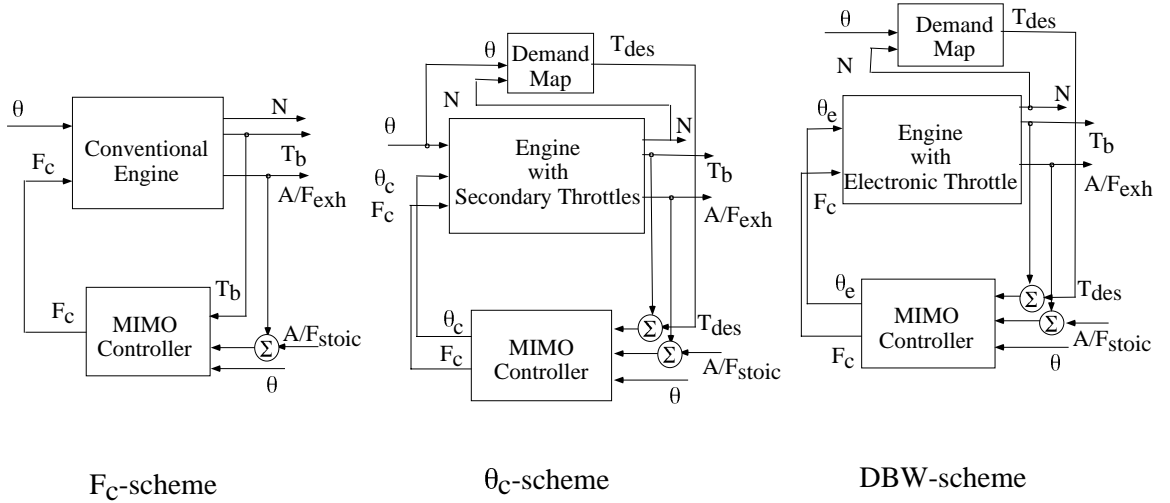 θ
F_c
Conventional
Engine
N
T_b
A/F_exh
F_c
MIMO
Controller
T_b
Σ
A/F_stoic
θ
F_c-scheme
θ
Demand
Map
T_des
N
θ
θ_c
F_c
Engine
with
Secondary Throttles
N
T_b
A/F_exh
θ_c
F_c
MIMO
Controller
Σ
T_des
Σ
A/F_stoic
θ
θ_c-scheme
θ
Demand
Map
T_des
N
θ_e
F_c
Engine
with
Electronic Throttle
N
T_b
A/F_exh
θ_e
F_c
MIMO
Controller
Σ
T_des
Σ
A/F_stoic
θ
DBW-scheme